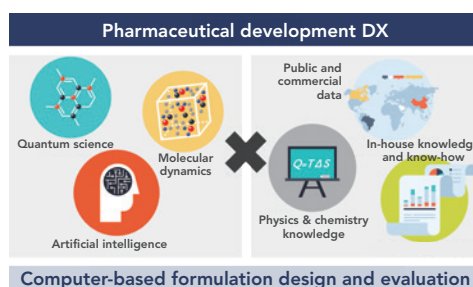 Pharmaceutical development DX
Quantum science
Molecular
dynamics
Artificial intelligence
Public and
commercial
data
In-house knowledg
and know-how
Q=TΔS
Physics & chemistry
knowledge
Computer-based formulation design and evaluation